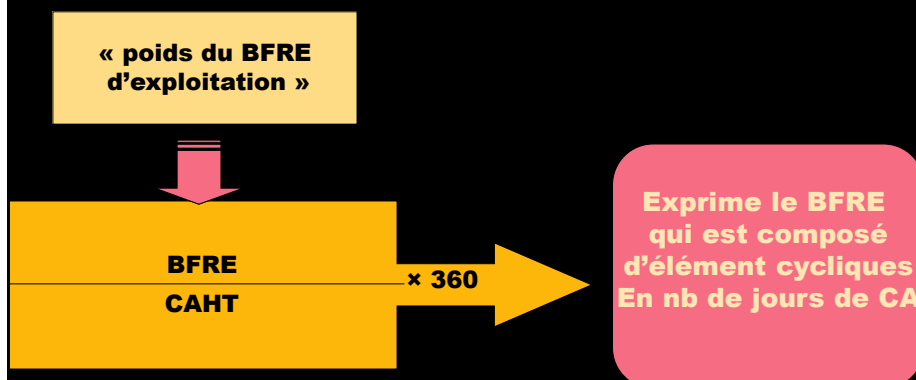 « poids du BFRE
d'exploitation »
BFRE
CAHT
× 360
Exprime le BFRE
qui est composé
d'élément cycliques
En nb de jours de CA